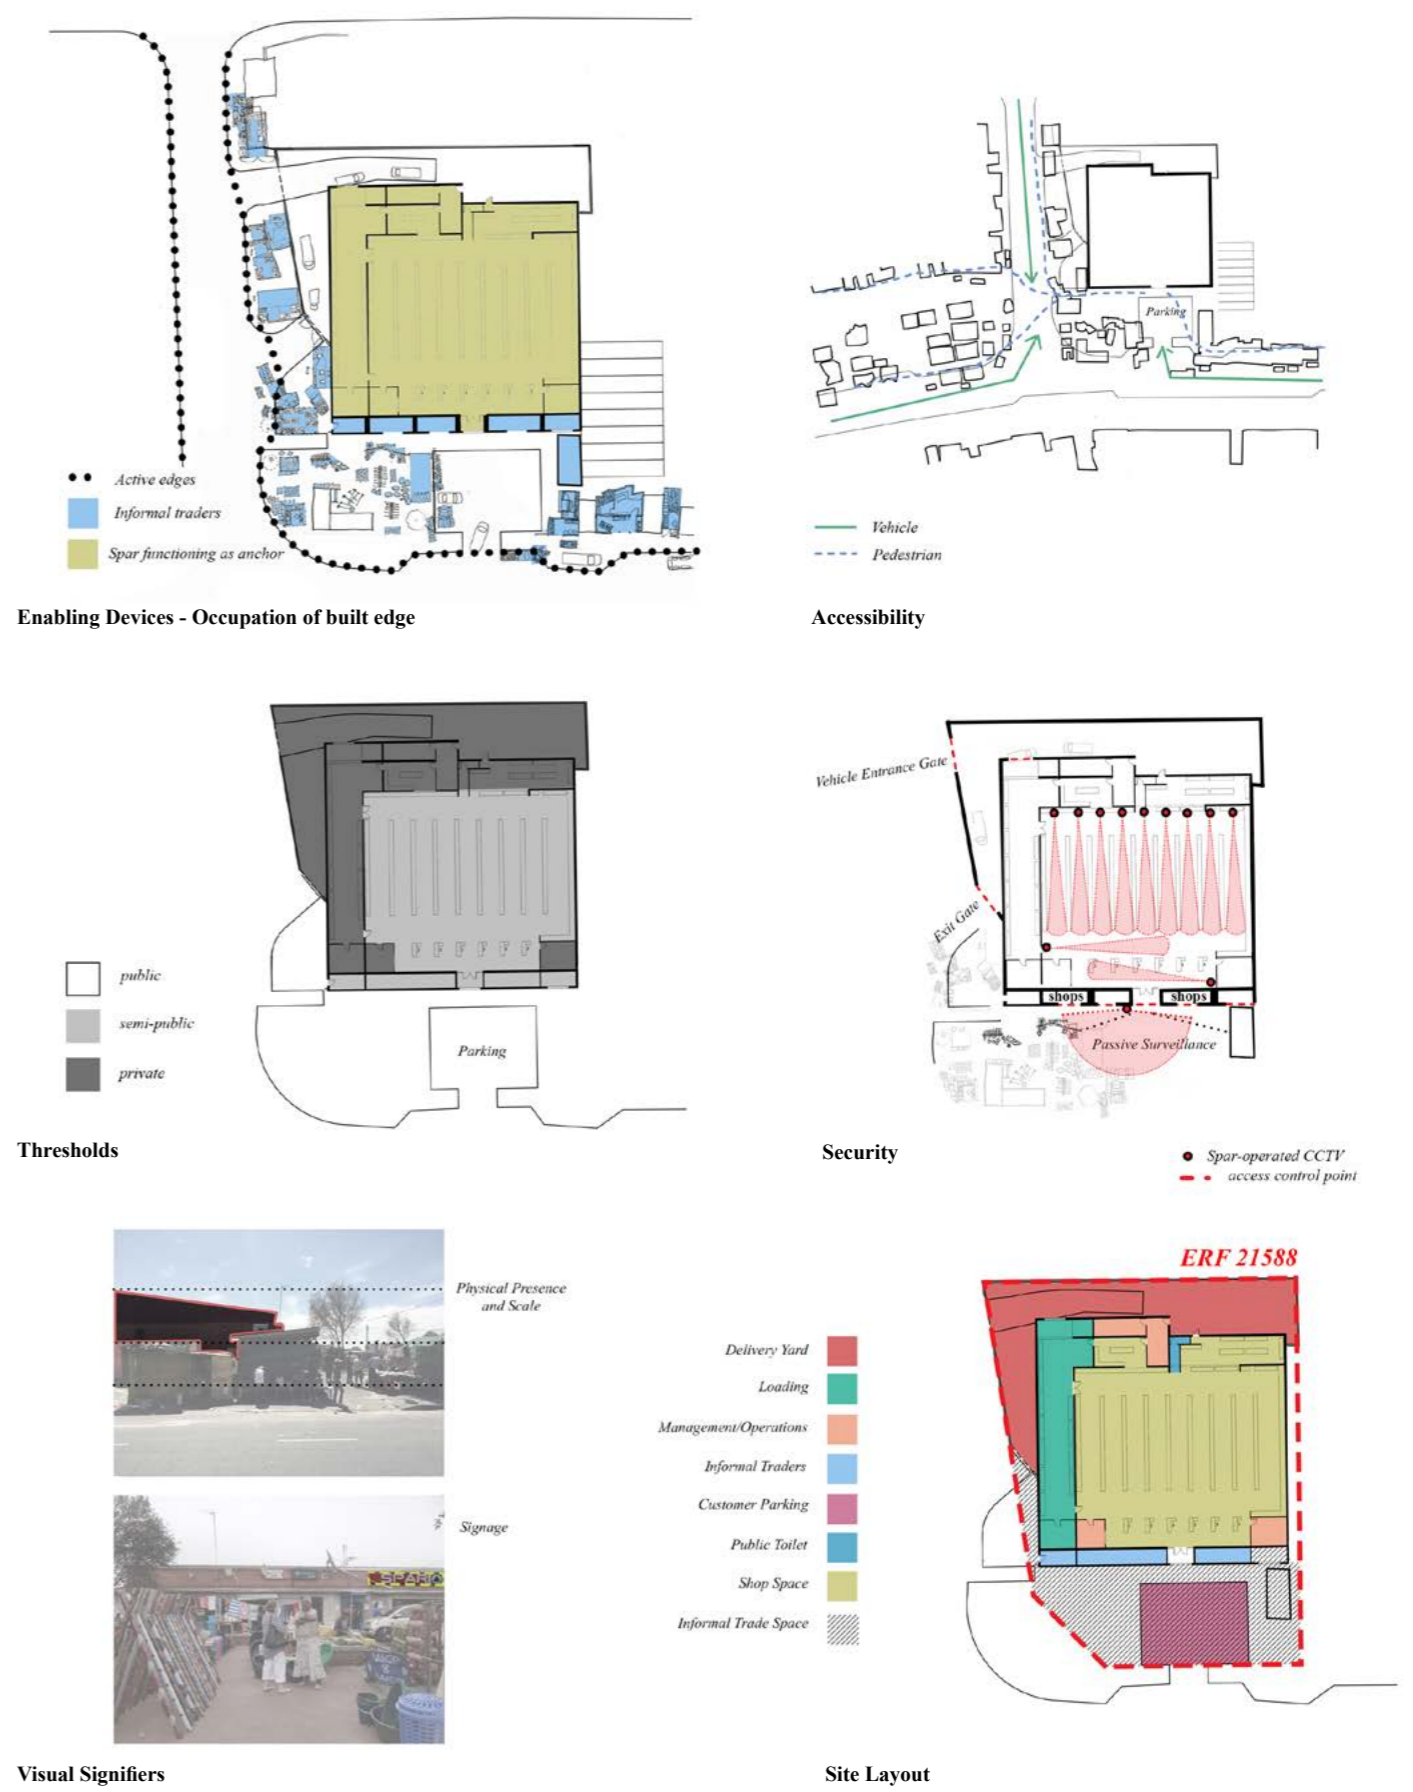 Active edges
Informal traders
Spar functioning as anchor
Enabling Devices - Occupation of built edge
Parking
Vehicle
Pedestrian
Accessibility
public
semi-public
private
Parking
Thresholds
Vehicle Entrance Gate
Exit Gate
shops
shops
Passive Surveillance
Security
Spar-operated CCTV
access control point
Physical Presence
and Scale
Signage
SPAR
Visual Signifiers
ERF 21588
Delivery Yard
Loading
Management/Operations
Informal Traders
Customer Parking
Public Toilet
Shop Space
Informal Trade Space
Site Layout